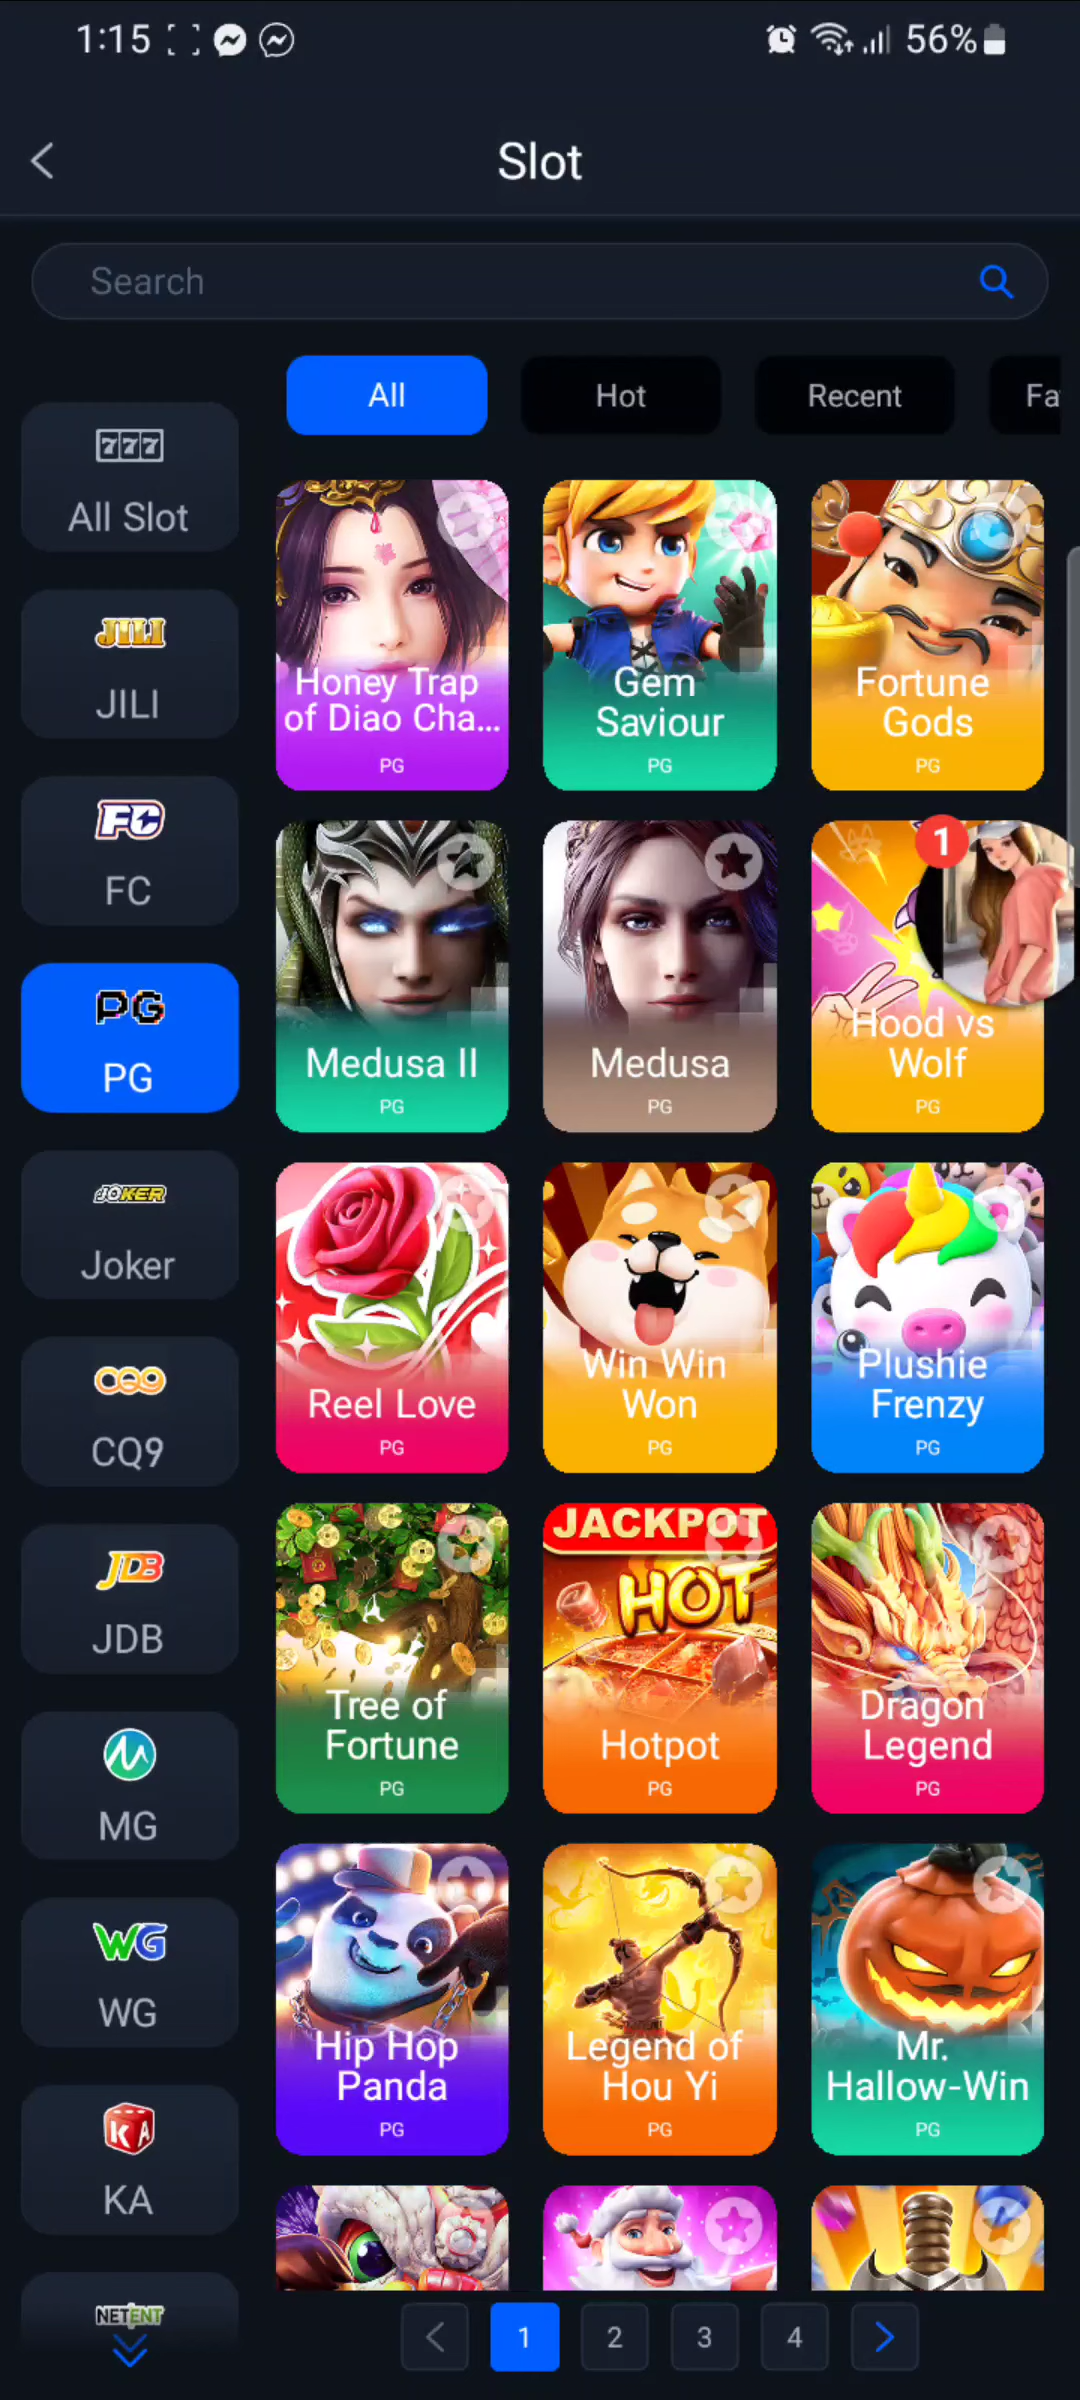 1:15
56%
Slot
Search
All
Hot
Recent
Fa
777
All Slot
JILI
JILI
FC
FC
PG
PG
JOKER
Joker
CQ9
CQ9
JDB
JDB
MG
WG
WG
KA
KA
NETENT
Honey Trap
of Diao Cha...
PG
Gem
Saviour
PG
Fortune
Gods
PG
Medusa II
PG
Medusa
PG
1
Hood vs
Wolf
PG
Reel Love
PG
Win Win
Won
PG
Plushie
Frenzy
PG
Tree of
Fortune
PG
JACKPOT
HOT
Hotpot
PG
Dragon
Legend
PG
Hip Hop
Panda
PG
Legend of
Hou Yi
PG
Mr.
Hallow-Win
PG
1
2
3
4